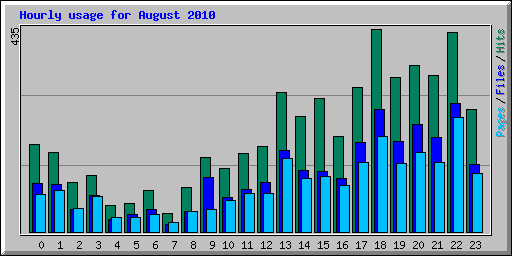 Hourly usage for August 2010
435
Pages / Files / Hits
0 1 2 3 4 5 6 7 8 9 10 11 12 13 14 15 16 17 18 19 20 21 22 23